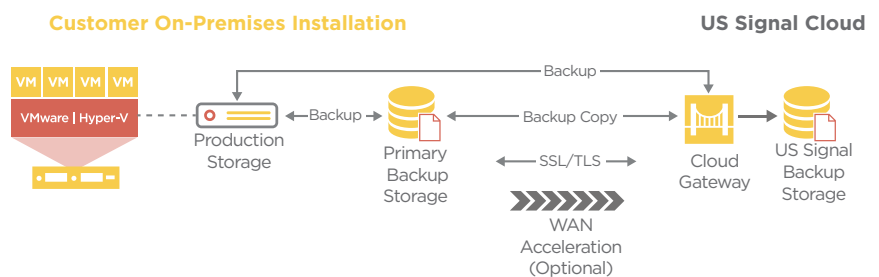 Customer On-Premises Installation
US Signal Cloud
VM VM VM VM
VMware | Hyper-V
Backup
Backup
Backup Copy
Production
Storage
Primary
Backup
Storage
SSL/TLS
Cloud
Gateway
US Signal
Backup
Storage
WAN
Acceleration
(Optional)